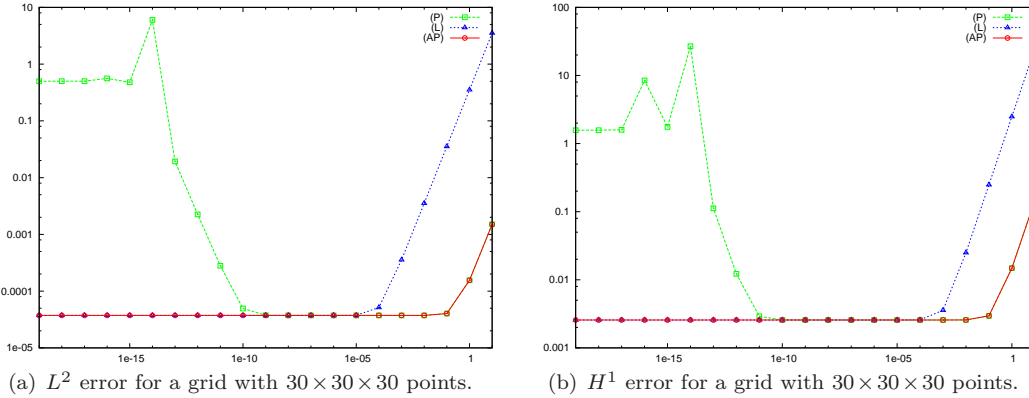 10
1
0.1
0.01
0.001
0.0001
1e-05
1e-15
1e-10
1e-05
1
(P)
(L)
(AP)
(a) L² error for a grid with 30×30×30 points.
100
10
1
0.1
0.01
0.001
1e-15
1e-10
1e-05
1
(P)
(L)
(AP)
(b) H¹ error for a grid with 30×30×30 points.